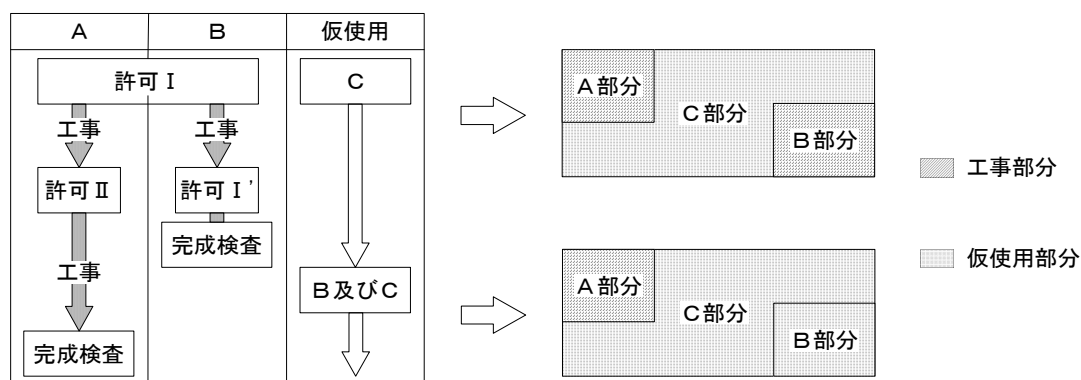 A B 仮使用
許可Ⅰ C
工事 工事
許可Ⅱ 許可Ⅰ'
完成検査
工事
B及びC
完成検査
A部分
C部分
B部分
工事部分
仮使用部分
A部分
C部分
B部分